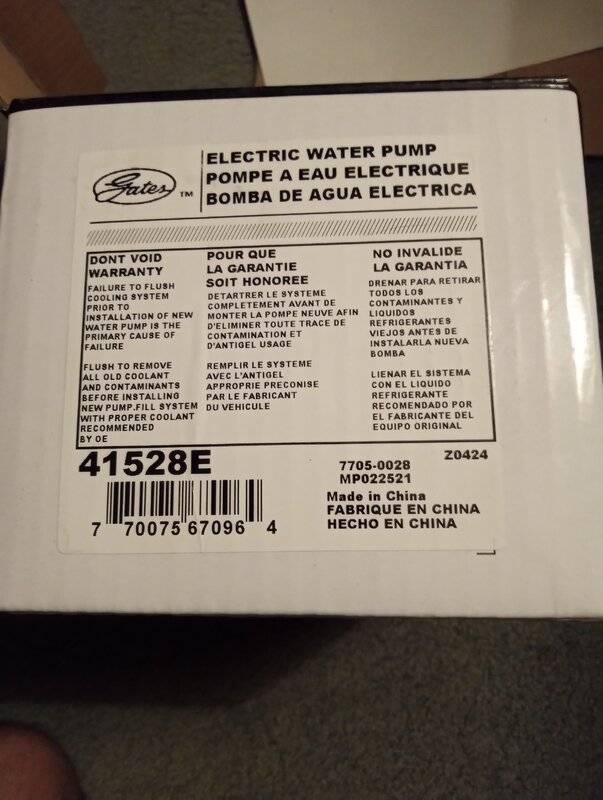 Gates TM
ELECTRIC WATER PUMP
POMPE A EAU ELECTRIQUE
BOMBA DE AGUA ELECTRICA
DONT VOID
WARRANTY
FAILURE TO FLUSH
COOLING SYSTEM
PRIOR TO
INSTALLATION OF NEW
WATER PUMP IS THE
PRIMARY CAUSE OF
FAILURE
FLUSH TO REMOVE
ALL OLD COOLANT
AND CONTAMINANTS
BEFORE INSTALLING
NEW PUMP.FILL SYSTEM
WITH PROPER COOLANT
RECOMMENDED
BY OE
POUR QUE
LA GARANTIE
SOIT HONOREE
DETARTRER LE SYSTEME
COMPLETEMENT AVANT DE
MONTER LA POMPE NEUVE AFIN
D'ELIMINER TOUTE TRACE DE
CONTAMINATION ET
D'ANTIGEL USAGE
REMPLIR LE SYSTEME
AVEC L'ANTIGEL
APPROPRIE PRECONISE
PAR LE FABRICANT
DU VEHICULE
NO INVALIDE
LA GARANTIA
DRENAR PARA RETIRAR
TODOS LOS
CONTAMINANTES Y
LIQUIDOS
REFRIGERANTES
VIEJOS ANTES DE
INSTALARLA NUEVA
BOMBA
LIENAR EL SISTEMA
CON EL LIQUIDO
REFRIGERANTE
RECOMENDADO POR
EL FABRICANTE DEL
EQUIPO ORIGINAL
41528E
7 70075 67096 4
7705-0028
MP022521
Z0424
Made in China
FABRIQUE EN CHINA
HECHO EN CHINA